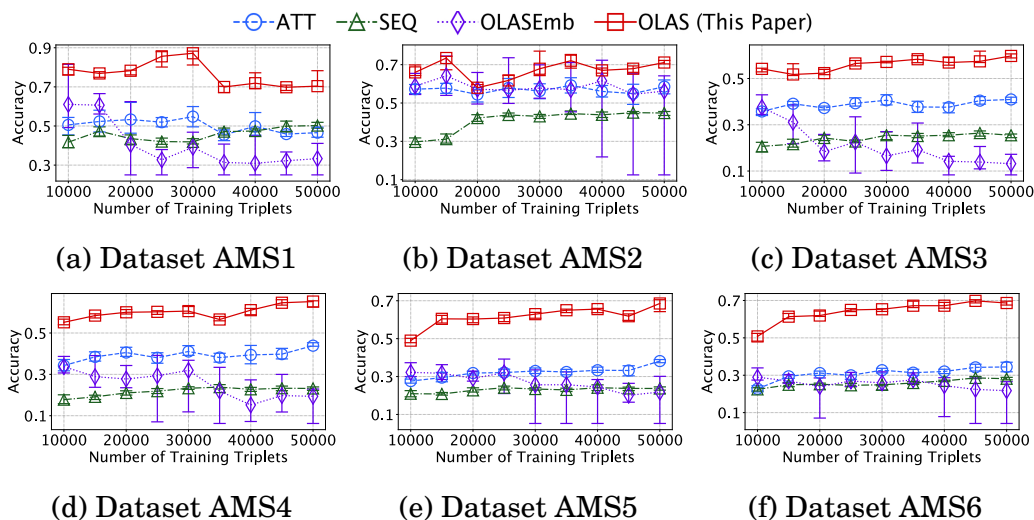 ATT SEQ OLASEmb OLAS (This Paper)
0.9
0.7
0.5
0.3
Accuracy
10000 20000 30000 40000 50000
Number of Training Triplets
(a) Dataset AMS1
0.7
0.5
0.3
0.1
Accuracy
10000 20000 30000 40000 50000
Number of Training Triplets
(b) Dataset AMS2
0.5
0.3
0.1
Accuracy
10000 20000 30000 40000 50000
Number of Training Triplets
(c) Dataset AMS3
0.5
0.3
0.1
Accuracy
10000 20000 30000 40000 50000
Number of Training Triplets
(d) Dataset AMS4
0.7
0.5
0.3
0.1
Accuracy
10000 20000 30000 40000 50000
Number of Training Triplets
(e) Dataset AMS5
0.7
0.5
0.3
0.1
Accuracy
10000 20000 30000 40000 50000
Number of Training Triplets
(f) Dataset AMS6